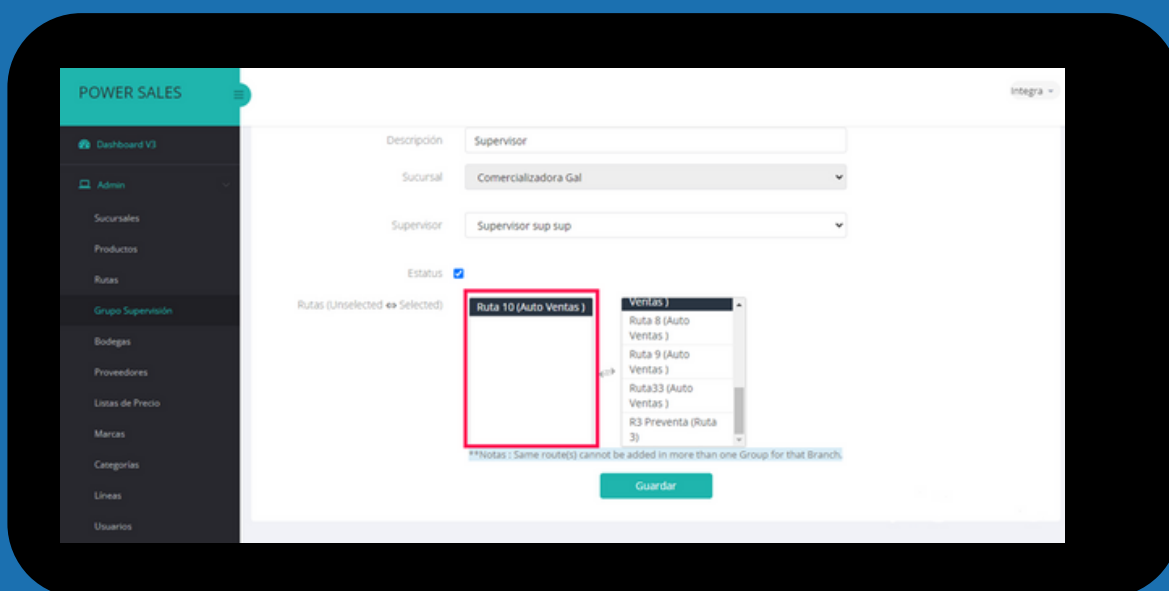 POWER SALES
Integra
Dashboard V3
Admin
Sucursales
Productos
Rutas
Grupo Supervisión
Bodegas
Proveedores
Listas de Precio
Marcas
Categorías
Líneas
Usuarios
Descripción
Supervisor
Sucursal
Comercializadora Gal
Supervisor
Supervisor sup sup
Estatus
Rutas (Unselected ⇔ Selected)
Ruta 10 (Auto Ventas )
Ventas )
Ruta 8 (Auto
Ventas )
Ruta 9 (Auto
Ventas )
Ruta33 (Auto
Ventas )
R3 Preventa (Ruta
3)
**Notas : Same route(s) cannot be added in more than one Group for that Branch.
Guardar